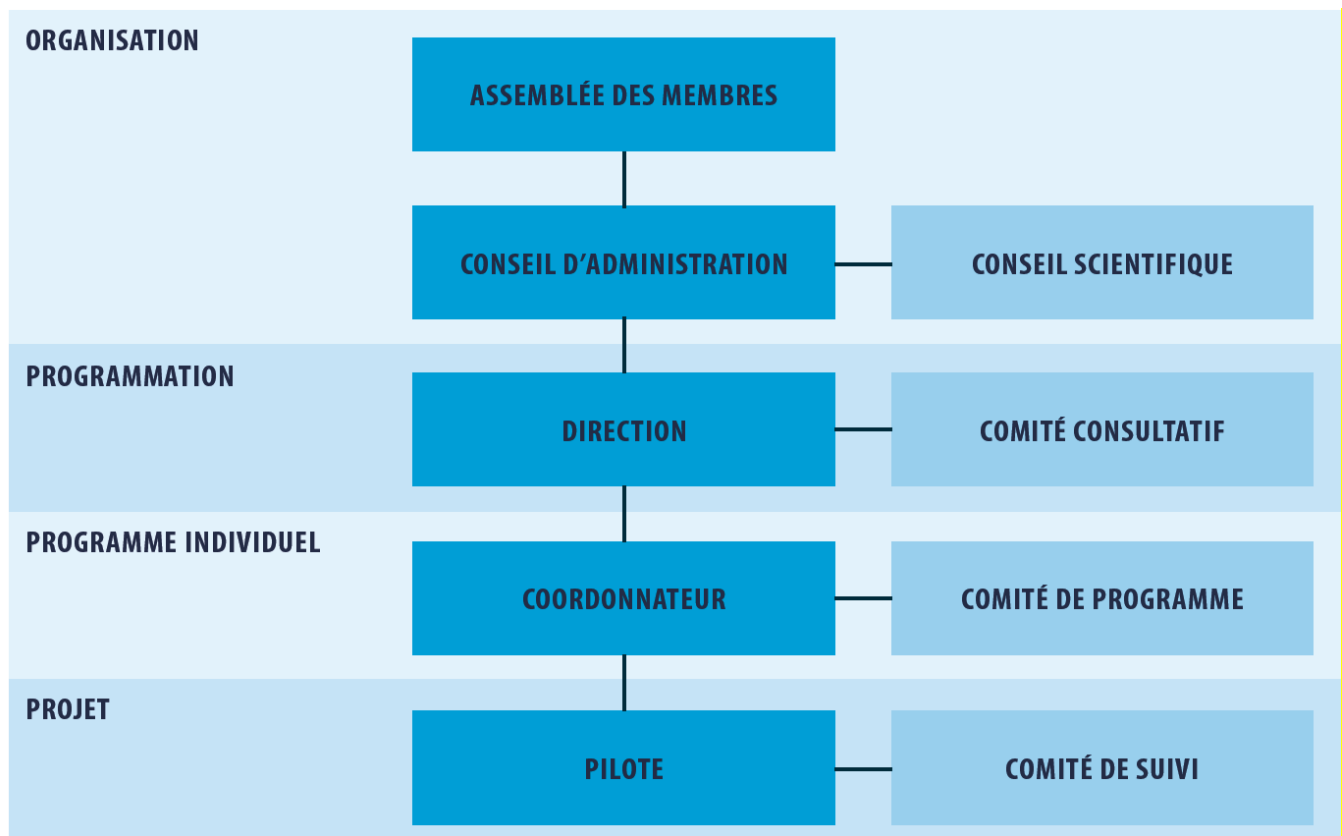 ORGANISATION
ASSEMBLÉE DES MEMBRES
CONSEIL D’ADMINISTRATION
CONSEIL SCIENTIFIQUE
PROGRAMMATION
DIRECTION
COMITÉ CONSULTATIF
PROGRAMME INDIVIDUEL
COORDONNATEUR
COMITÉ DE PROGRAMME
PROJET
PILOTE
COMITÉ DE SUIVI